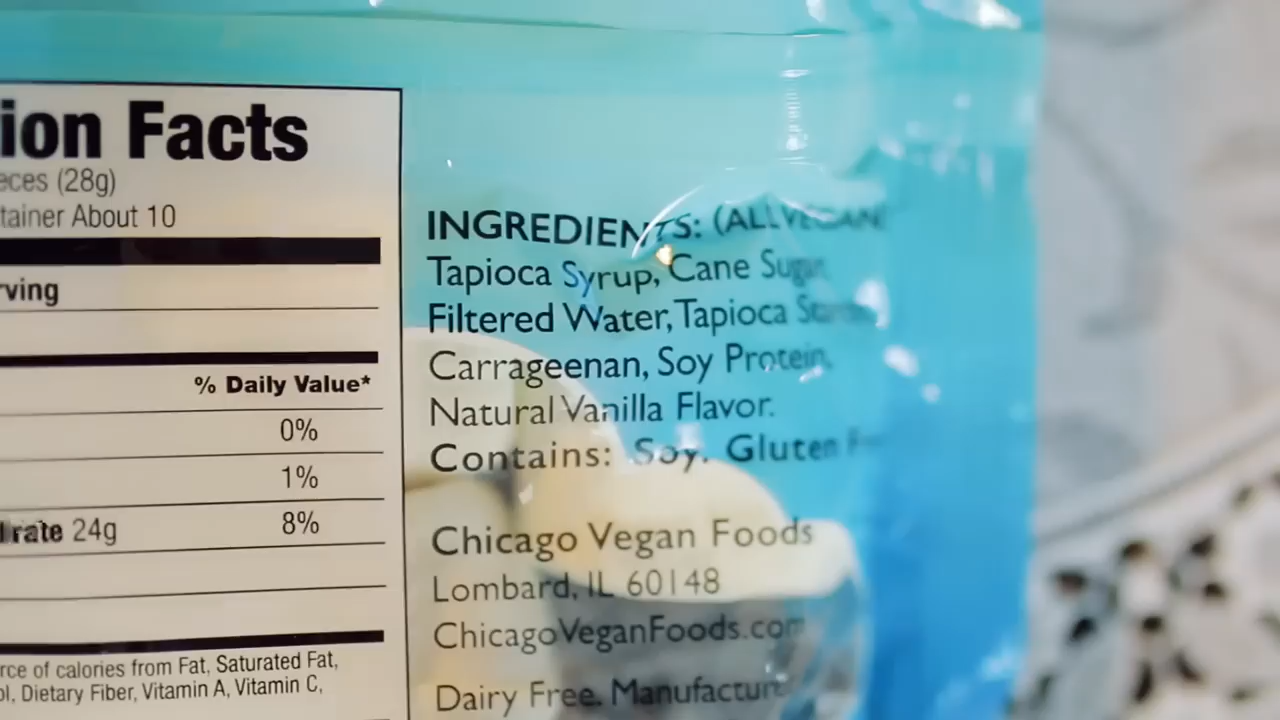 ion Facts
eces (28g)
tainer About 10
rving
% Daily Value*
0%
1%
rate 24g 8%
rce of calories from Fat, Saturated Fat,
ol, Dietary Fiber, Vitamin A, Vitamin C,
INGREDIENTS: (ALL VEGAN)
Tapioca Syrup, Cane Sugar,
Filtered Water, Tapioca
Carrageenan, Soy Protein,
Natural Vanilla Flavor.
Contains: Soy. Gluten
Chicago Vegan Foods
Lombard, IL 60148
ChicagoVeganFoods.com
Dairy Free. Manufactur